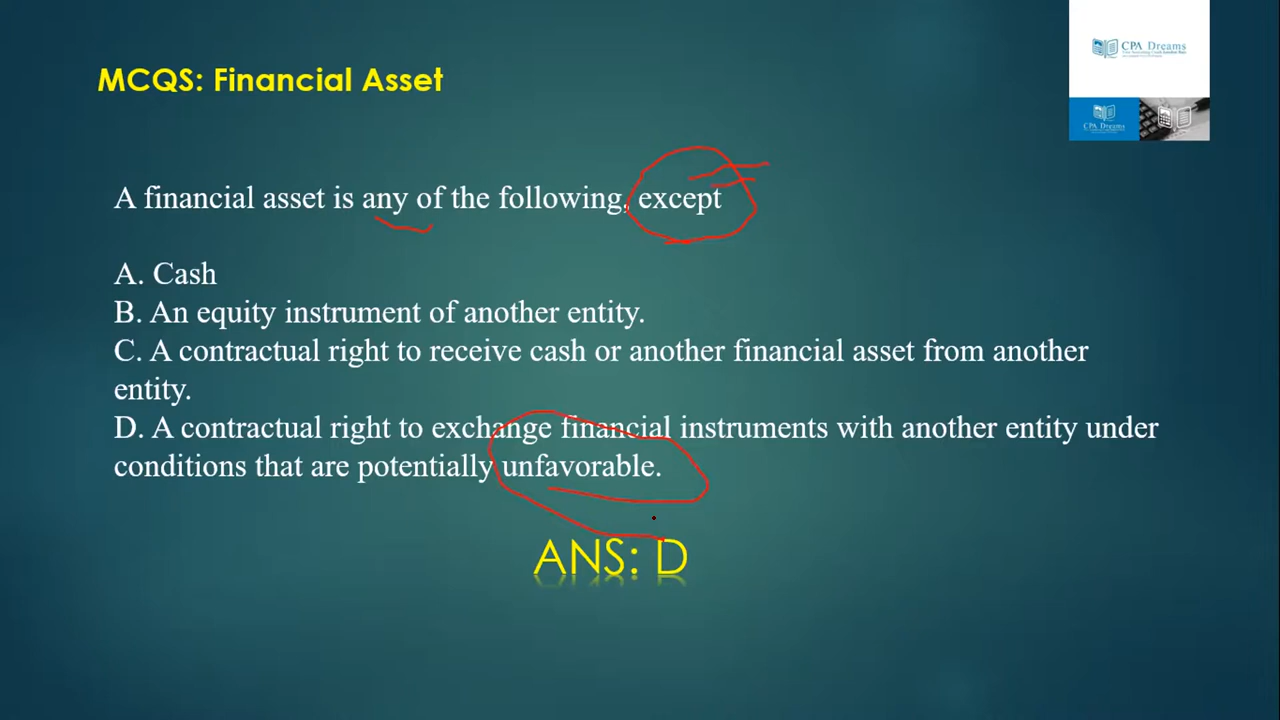 CPA Dreams
MCQS: Financial Asset
CPA Dreams
A financial asset is any of the following, except
A. Cash
B. An equity instrument of another entity.
C. A contractual right to receive cash or another financial asset from another
entity.
D. A contractual right to exchange financial instruments with another entity under
conditions that are potentially unfavorable.
ANS: D